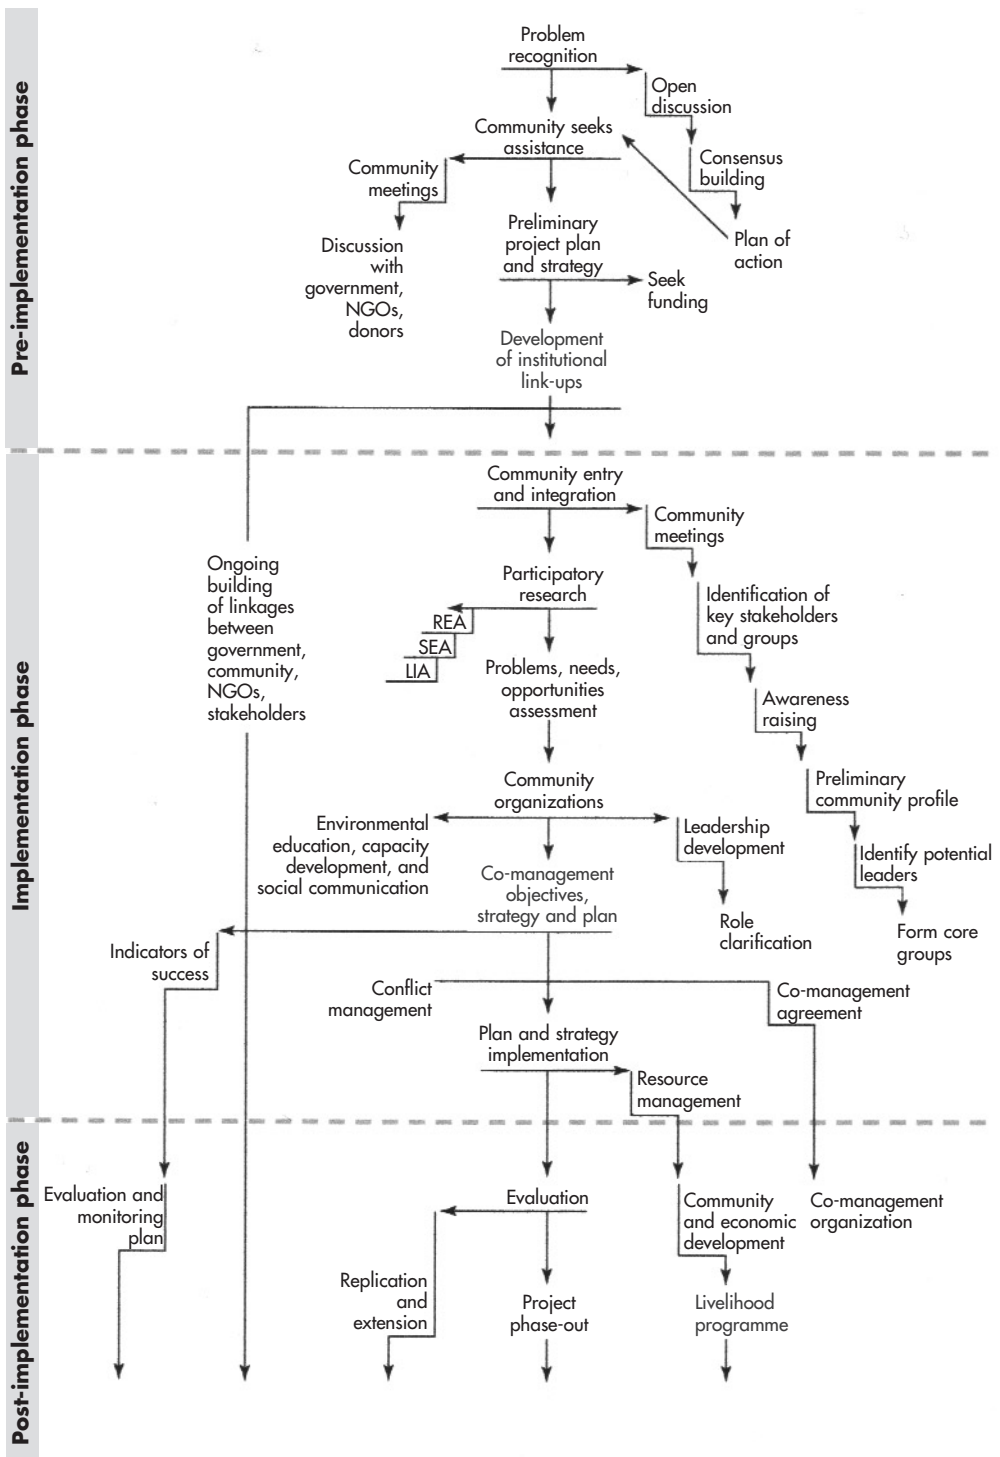 Pre-implementation phase
Problem
recognition
Open
discussion
Community seeks
assistance
Consensus
building
Community
meetings
Plan of
action
Preliminary
project plan
and strategy
Discussion
with
government,
NGOs,
donors
Seek
funding
Development
of institutional
link-ups
Implementation phase
Community entry
and integration
Community
meetings
Ongoing
building
of linkages
between
government,
community,
NGOs,
stakeholders
Participatory
research
REA
SEA
LIA
Identification of
key stakeholders
and groups
Problems, needs,
opportunities
assessment
Awareness
raising
Community
organizations
Preliminary
community profile
Environmental
education, capacity
development, and
social communication
Leadership
development
Identify potential
leaders
Co-management
objectives,
strategy and plan
Role
clarification
Form core
groups
Indicators of
success
Conflict
management
Co-management
agreement
Plan and strategy
implementation
Resource
management
Post-implementation phase
Evaluation and
monitoring
plan
Evaluation
Community
and economic
development
Co-management
organization
Replication
and
extension
Project
phase-out
Livelihood
programme